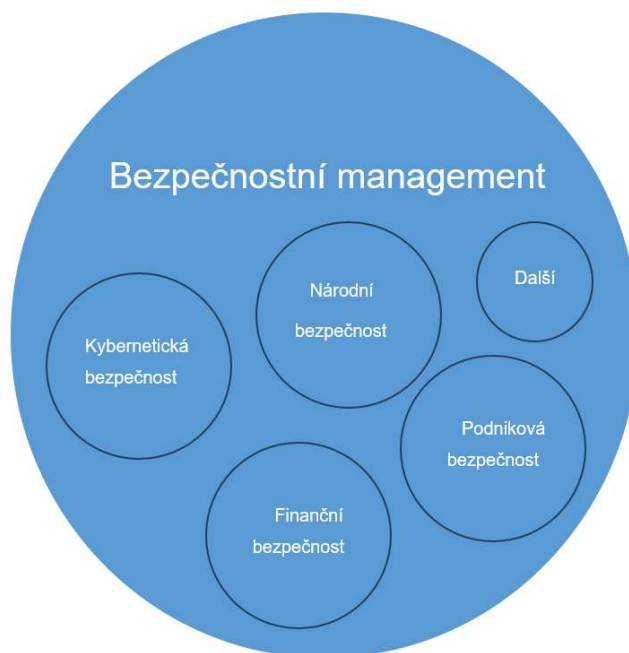 Bezpečnostní management
Národní
bezpečnost
Další
Kybernetická
bezpečnost
Podniková
bezpečnost
Finanční
bezpečnost